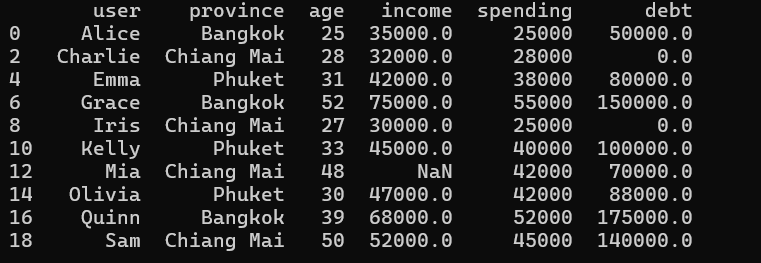 user province age income spending debt
0 Alice Bangkok 25 35000.0 25000 50000.0
2 Charlie Chiang Mai 28 32000.0 28000 0.0
4 Emma Phuket 31 42000.0 38000 80000.0
6 Grace Bangkok 52 75000.0 55000 150000.0
8 Iris Chiang Mai 27 30000.0 25000 0.0
10 Kelly Phuket 33 45000.0 40000 100000.0
12 Mia Chiang Mai 48 NaN 42000 70000.0
14 Olivia Phuket 30 47000.0 42000 88000.0
16 Quinn Bangkok 39 68000.0 52000 175000.0
18 Sam Chiang Mai 50 52000.0 45000 140000.0